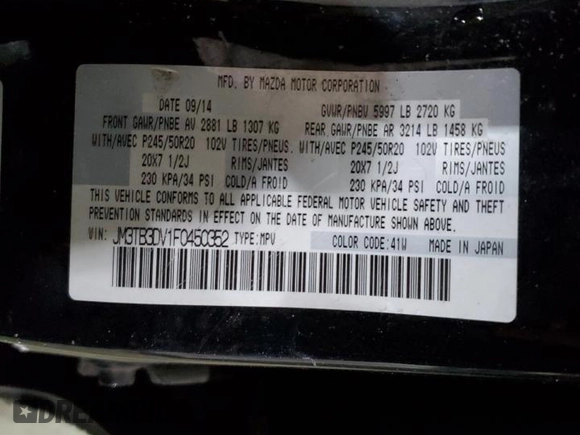 MFD. BY MAZDA MOTOR CORPORATION
DATE 09/14 GVWR/PNBV 5997 LB 2720 KG
FRONT GAWR/PNBE AV 2881 LB 1307 KG REAR GAWR/PNBE AR 3214 LB 1458 KG
WITH/AVEC P245/50R20 102V TIRES/PNEUS. WITH/AVEC P245/50R20 102V TIRES/PNEUS
20X7 1/2J RIMS/JANTES 20X7 1/2J RIMS/JANTES
230 KPA/34 PSI COLD/A FROID 230 KPA/34 PSI COLD/A FROID
THIS VEHICLE CONFORMS TO ALL APPLICABLE FEDERAL MOTOR VEHICLE SAFETY AND THEFT
PREVENTION STANDARDS IN EFFECT ON THE DATE OF MANUFACTURE SHOWN ABOVE.
VIN: JM3TB3DV1F0450352 TYPE:MPV COLOR CODE:41W MADE IN JAPAN